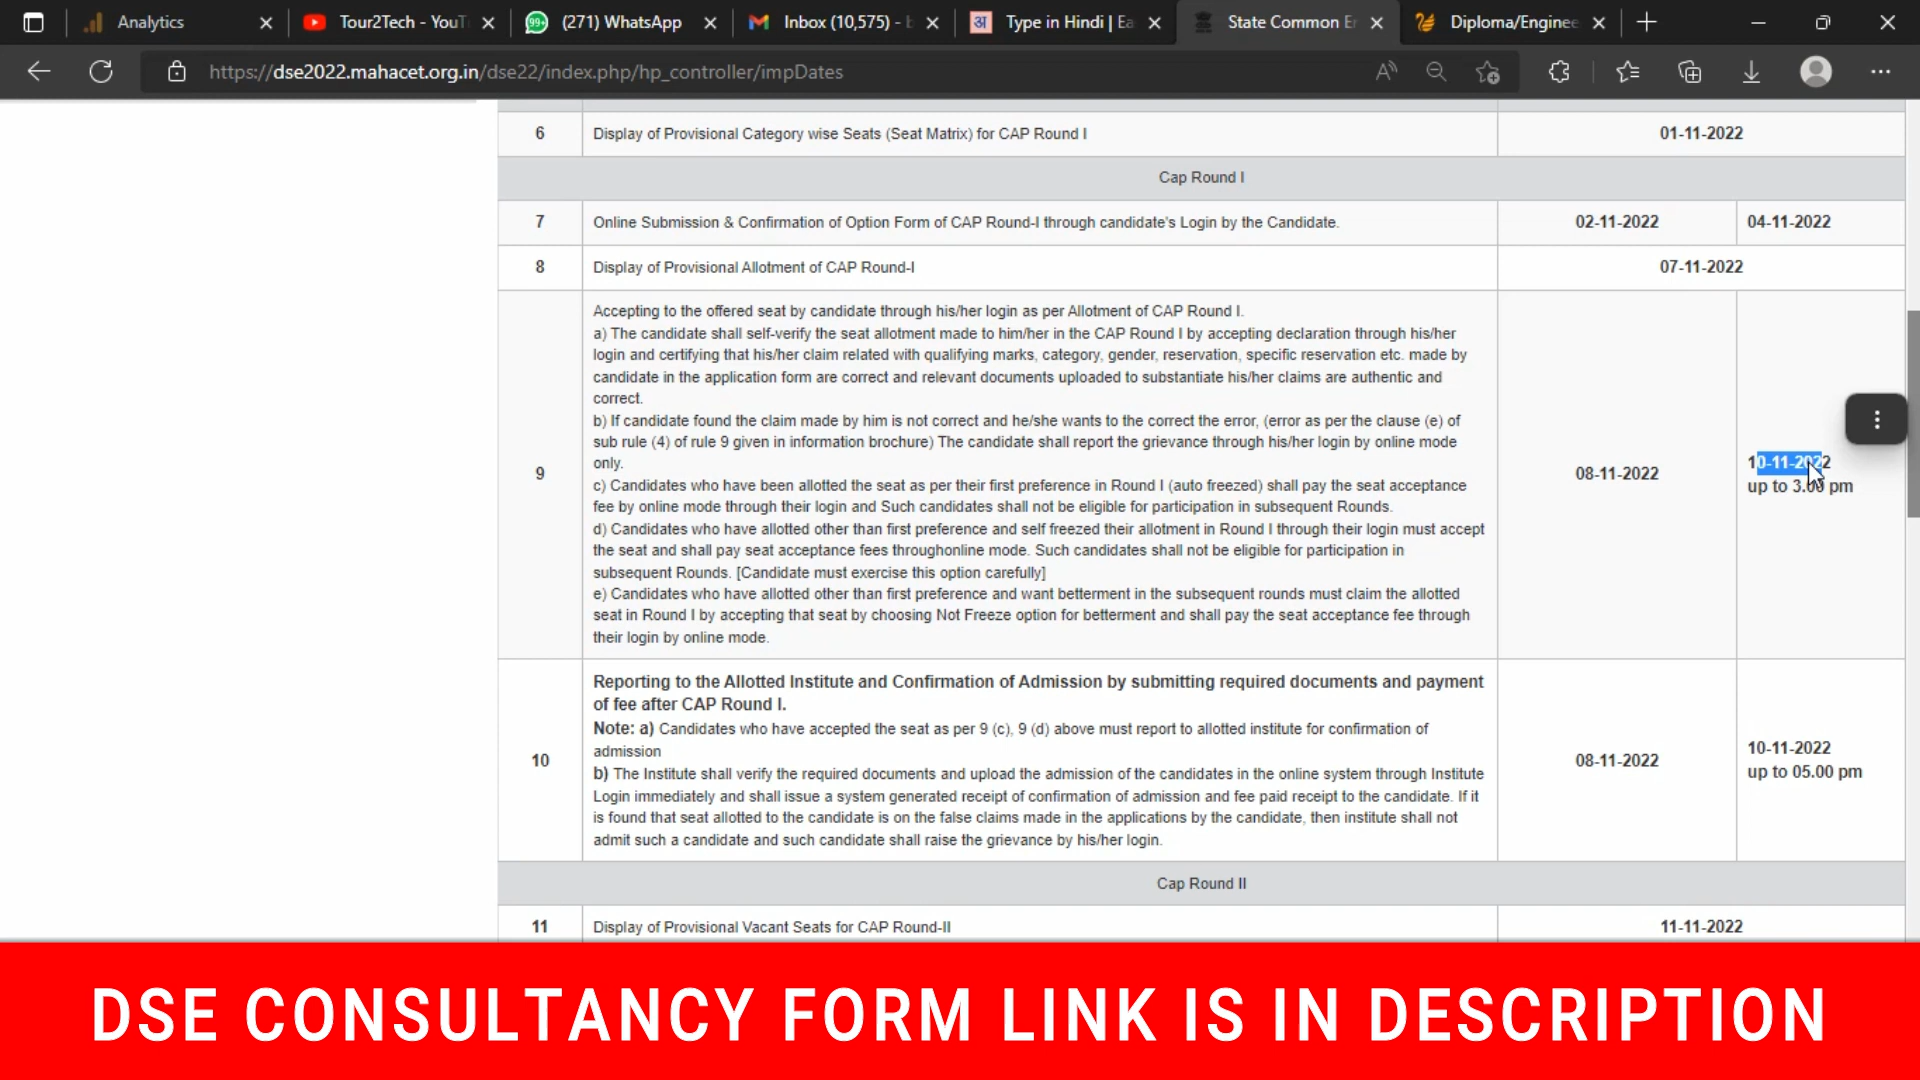 Analytics
Tour2Tech - YouT
99+
(271) WhatsApp
Inbox (10,575) -
अ
Type in Hindi | Ea
State Common E
Diploma/Enginee
https://dse2022.mahacet.org.in/dse22/index.php/hp_controller/impDates
6 Display of Provisional Category wise Seats (Seat Matrix) for CAP Round I 01-11-2022
Cap Round I
7 Online Submission & Confirmation of Option Form of CAP Round-I through candidate's Login by the Candidate. 02-11-2022 04-11-2022
8 Display of Provisional Allotment of CAP Round-I 07-11-2022
Accepting to the offered seat by candidate through his/her login as per Allotment of CAP Round I.
a) The candidate shall self-verify the seat allotment made to him/her in the CAP Round I by accepting declaration through his/her
login and certifying that his/her claim related with qualifying marks, category, gender, reservation, specific reservation etc. made by
candidate in the application form are correct and relevant documents uploaded to substantiate his/her claims are authentic and
correct.
b) If candidate found the claim made by him is not correct and he/she wants to the correct the error, (error as per the clause (e) of
sub rule (4) of rule 9 given in information brochure) The candidate shall report the grievance through his/her login by online mode
only.
c) Candidates who have been allotted the seat as per their first preference in Round I (auto freezed) shall pay the seat acceptance
fee by online mode through their login and Such candidates shall not be eligible for participation in subsequent Rounds.
d) Candidates who have allotted other than first preference and self freezed their allotment in Round I through their login must accept
the seat and shall pay seat acceptance fees throughonline mode. Such candidates shall not be eligible for participation in
subsequent Rounds. [Candidate must exercise this option carefully]
e) Candidates who have allotted other than first preference and want betterment in the subsequent rounds must claim the allotted
seat in Round I by accepting that seat by choosing Not Freeze option for betterment and shall pay the seat acceptance fee through
their login by online mode.
9
08-11-2022
10-11-2022
up to 3.00 pm
Reporting to the Allotted Institute and Confirmation of Admission by submitting required documents and payment
of fee after CAP Round I.
Note: a) Candidates who have accepted the seat as per 9 (c), 9 (d) above must report to allotted institute for confirmation of
admission
b) The Institute shall verify the required documents and upload the admission of the candidates in the online system through Institute
Login immediately and shall issue a system generated receipt of confirmation of admission and fee paid receipt to the candidate. If it
is found that seat allotted to the candidate is on the false claims made in the applications by the candidate, then institute shall not
admit such a candidate and such candidate shall raise the grievance by his/her login.
10
08-11-2022
10-11-2022
up to 05.00 pm
Cap Round II
11 Display of Provisional Vacant Seats for CAP Round-II 11-11-2022
DSE CONSULTANCY FORM LINK IS IN DESCRIPTION